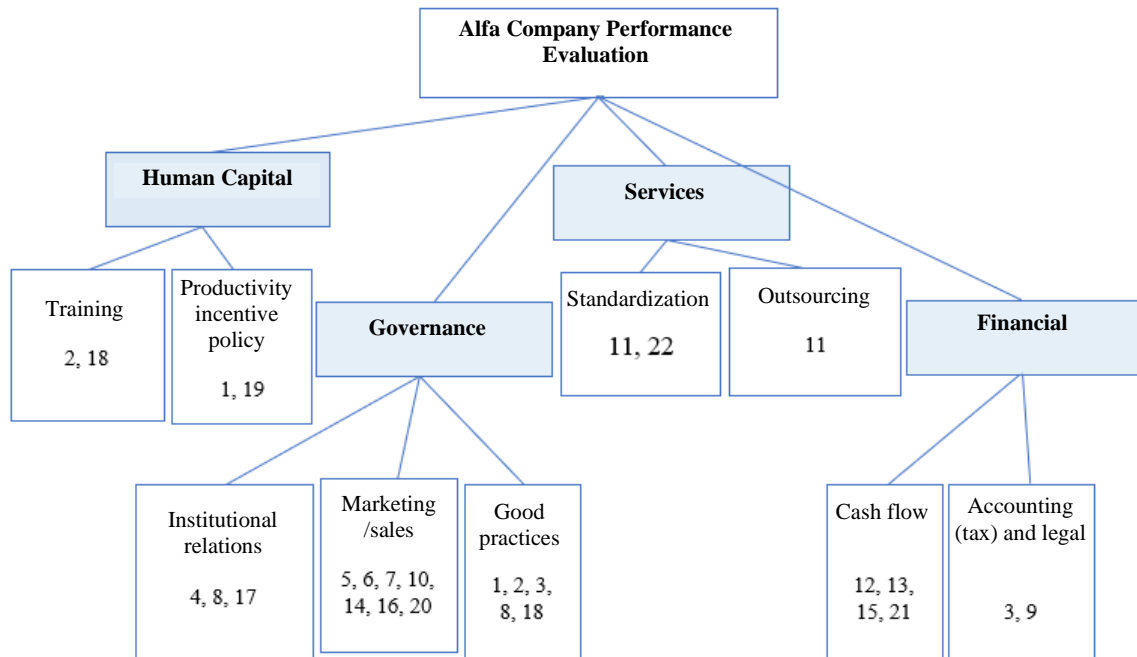 Alfa Company Performance
Evaluation
Human Capital
Services
Training
2, 18
Productivity
incentive
policy
1, 19
Governance
Standardization
11, 22
Outsourcing
11
Financial
Institutional
relations
4, 8, 17
Marketing
/sales
5, 6, 7, 10,
14, 16, 20
Good
practices
1, 2, 3,
8, 18
Cash flow
12, 13,
15, 21
Accounting
(tax) and legal
3, 9